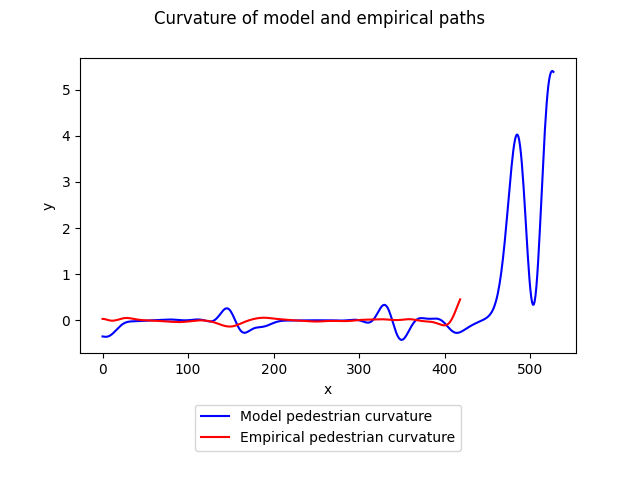 Curvature of model and empirical paths
5
4
3
2
1
0
y
0 100 200 300 400 500
x
Model pedestrian curvature
Empirical pedestrian curvature